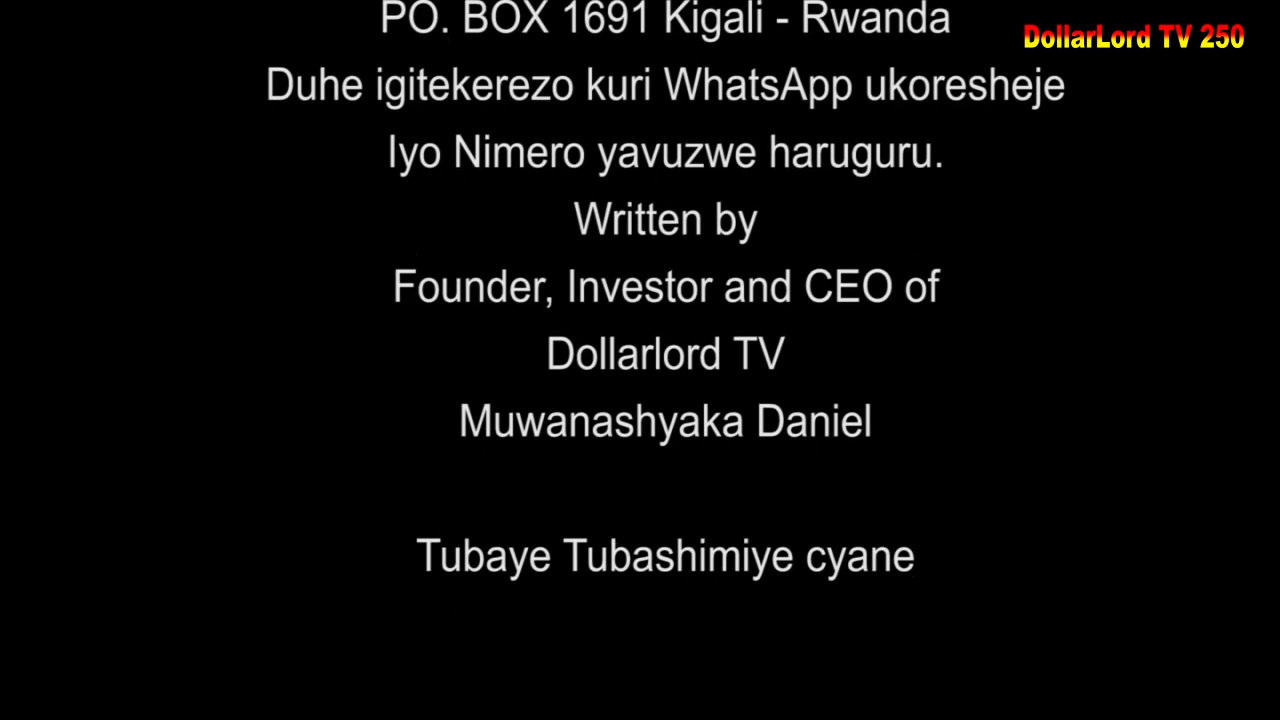 PO. BOX 1691 Kigali - Rwanda
DollarLord TV 250
Duhe igitekerezo kuri WhatsApp ukoresheje
Iyo Nimero yavuzwe haruguru.
Written by
Founder, Investor and CEO of
Dollarlord TV
Muwanashyaka Daniel
Tubaye Tubashimiye cyane